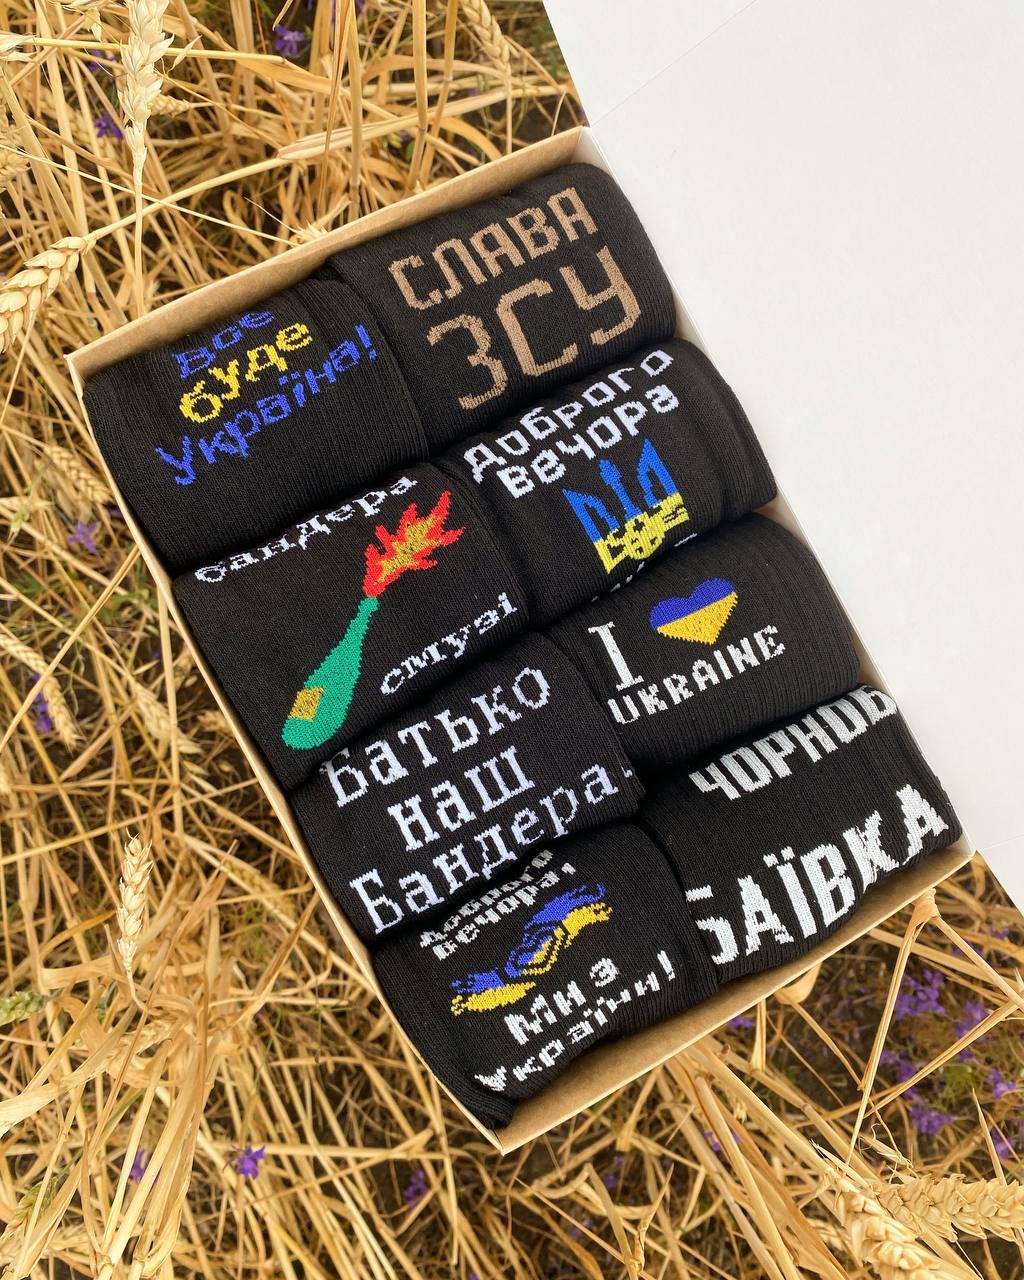 Все
буде
Україна!
СЛАВА
ЗСУ
бандера
смузі
Доброго
вечора
Батько
наш
Бандера.
I
UKRAINE
Доброго
вечора,
ми з
України!
ЧОРНОБ
БАЇВКА